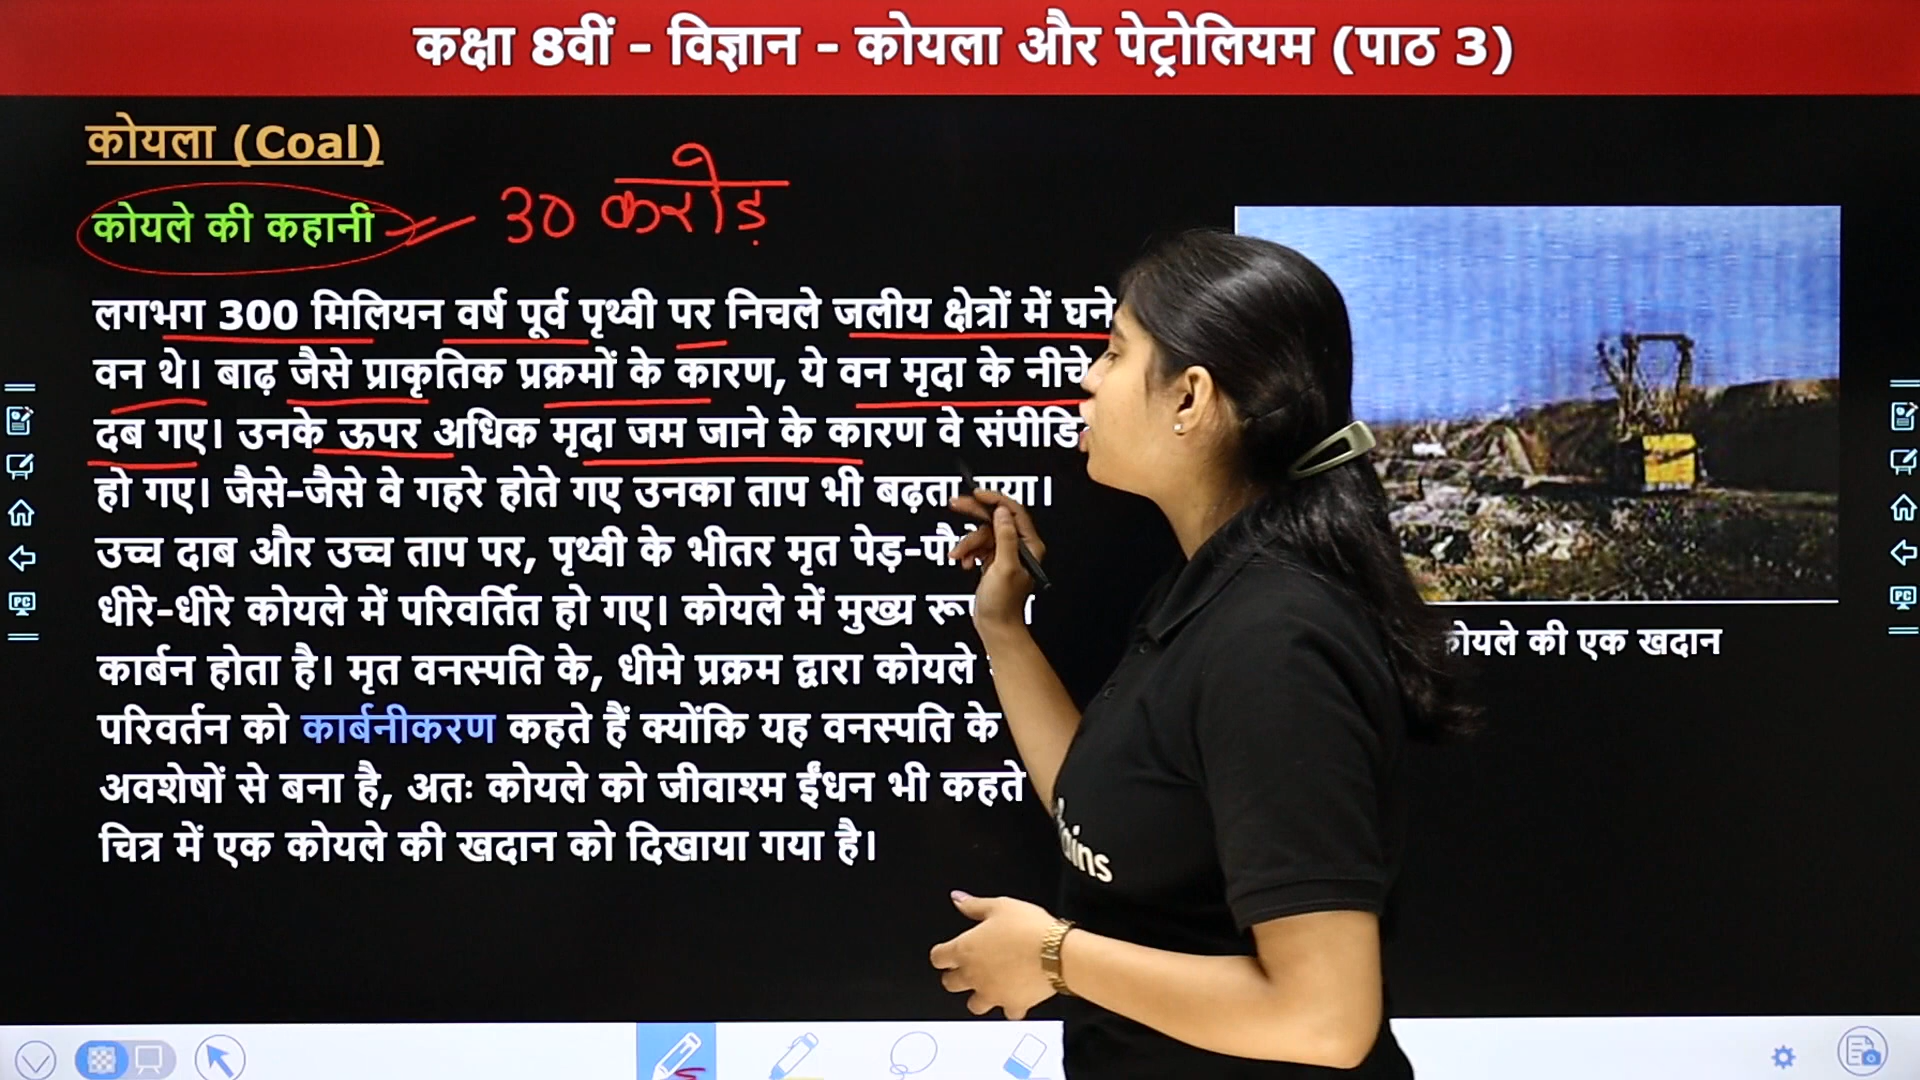 कक्षा 8वीं - विज्ञान - कोयला और पेट्रोलियम (पाठ 3)
कोयला (Coal)
कोयले की कहानी 30 करोड़
लगभग 300 मिलियन वर्ष पूर्व पृथ्वी पर निचले जलीय क्षेत्रों में घने
वन थे। बाढ़ जैसे प्राकृतिक प्रक्रमों के कारण, ये वन मृदा के नीचे
दब गए। उनके ऊपर अधिक मृदा जम जाने के कारण वे
हो गए। जैसे-जैसे वे गहरे होते गए उनका ताप भी बढ़ता गया।
उच्च दाब और उच्च ताप पर, पृथ्वी के भीतर मृत
धीरे-धीरे कोयले में परिवर्तित हो गए। कोयले में मुख्य
कार्बन होता है। मृत वनस्पति के, धीमे प्रक्रम द्वारा कोयले
परिवर्तन को कार्बनीकरण कहते हैं क्योंकि यह वनस्पति के
अवशेषों से बना है, अतः कोयले को जीवाश्म ईंधन भी कहते
चित्र में एक कोयले की खदान को दिखाया गया है।
की एक खदान
PC
PC